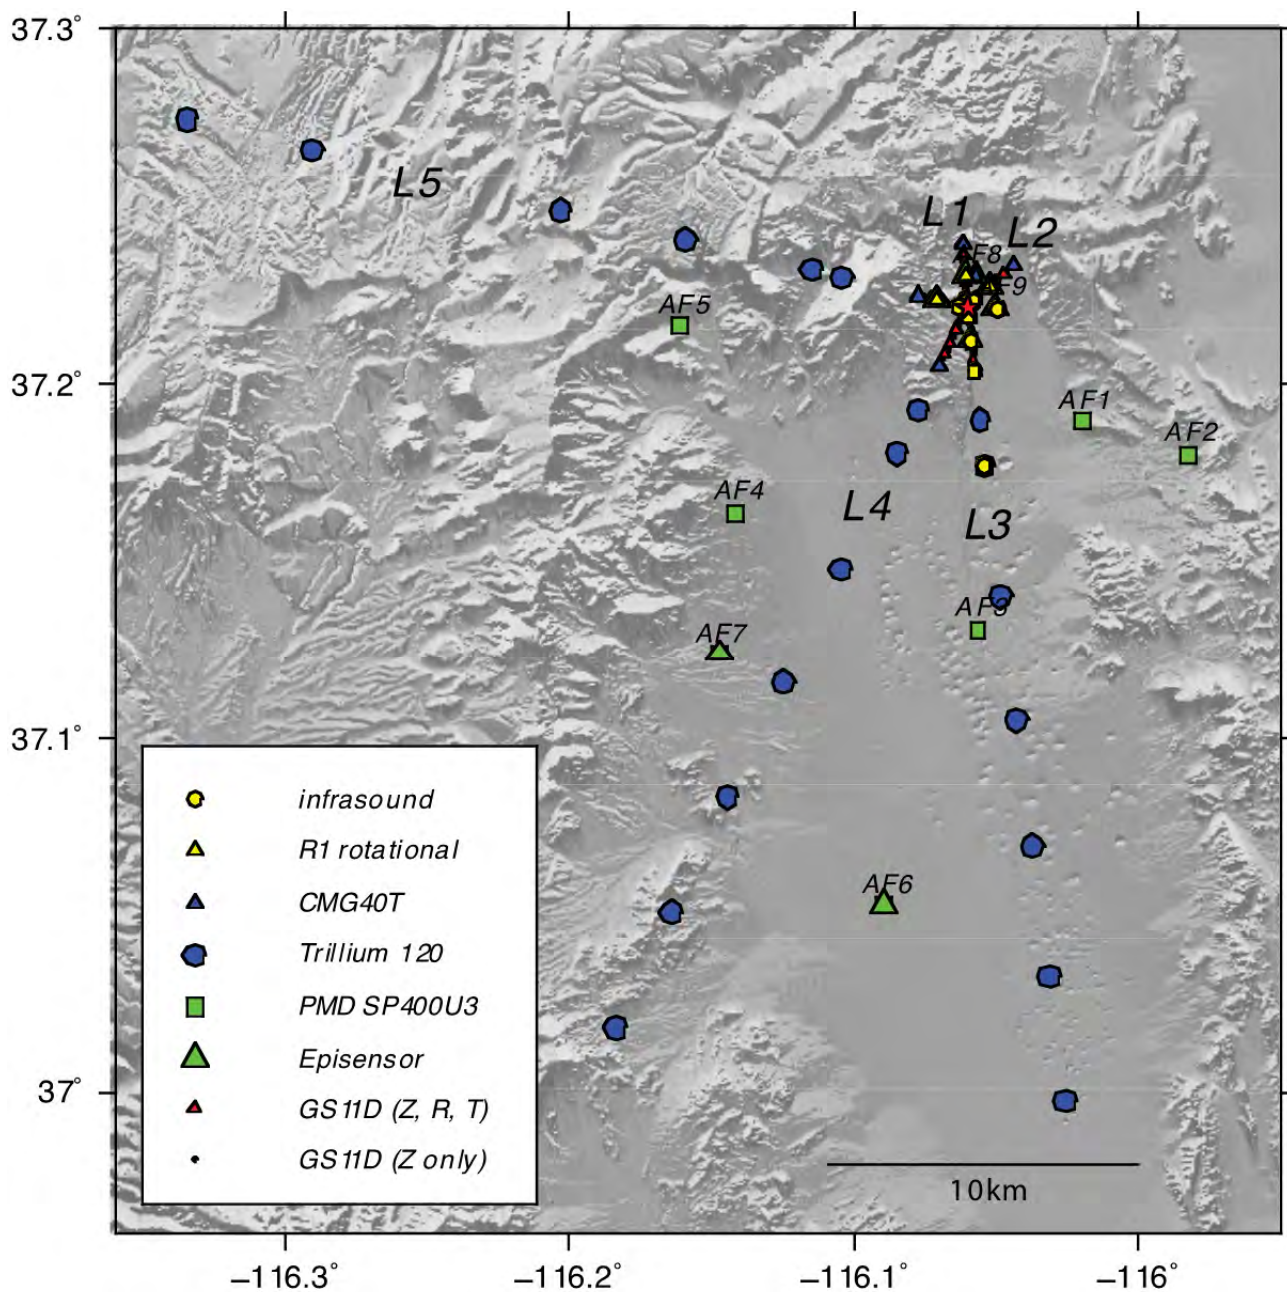 37.3°
L5
L1
L2
F8
F9
AF5
37.2°
AF1
AF2
AF4
L4
L3
AF3
AF7
37.1°
infrasound
R1 rotational
CMG40T
AF6
Trillium 120
PMD SP400U3
Episensor
37°
GS11D (Z, R, T)
GS11D (Z only)
10km
−116.3°
−116.2°
−116.1°
−116°